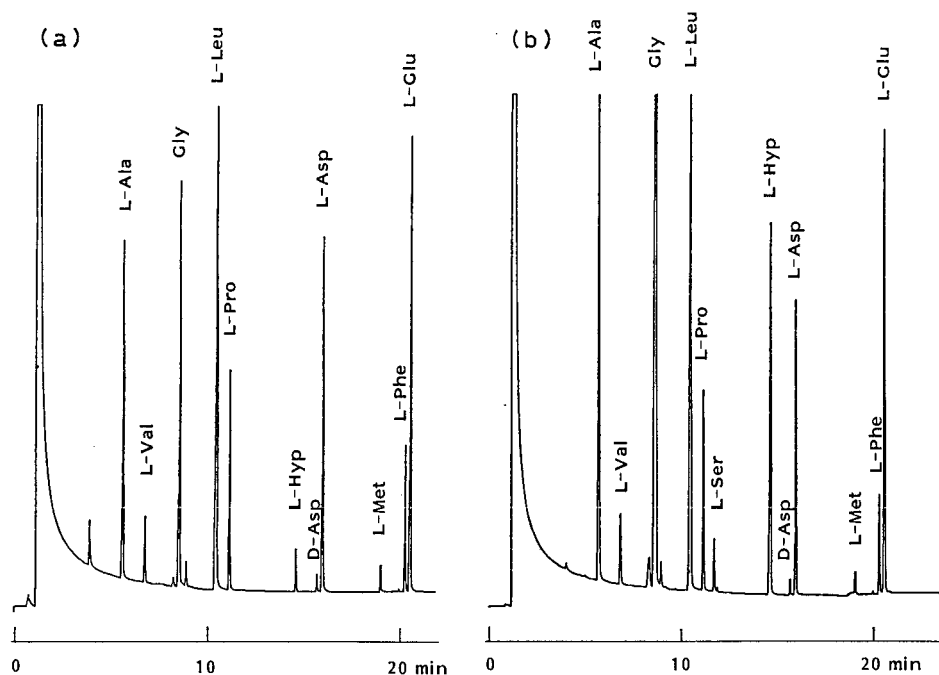 (a)
L-Ala
L-Val
Gly
L-Leu
L-Pro
L-Hyp
D-Asp
L-Asp
L-Met
L-Phe
L-Glu
0
10
20 min
(b)
L-Ala
L-Val
Gly
L-Leu
L-Pro
L-Ser
L-Hyp
D-Asp
L-Asp
L-Met
L-Phe
L-Glu
0
10
20 min